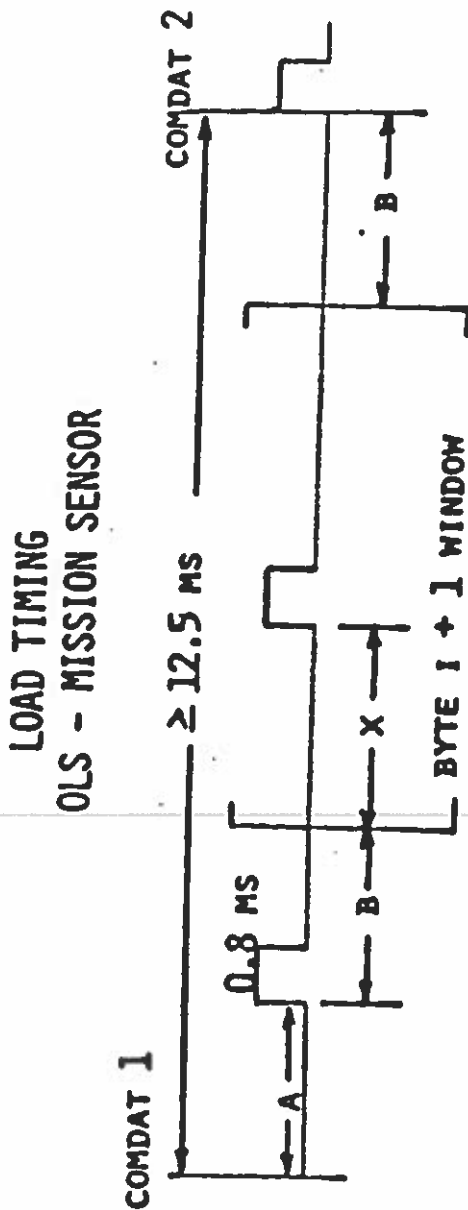 LOAD TIMING
OLS - MISSION SENSOR
COMDAT 1
≥ 12.5 MS
COMDAT 2
0.8 MS
A
B
X
B
BYTE I + 1 WINDOW